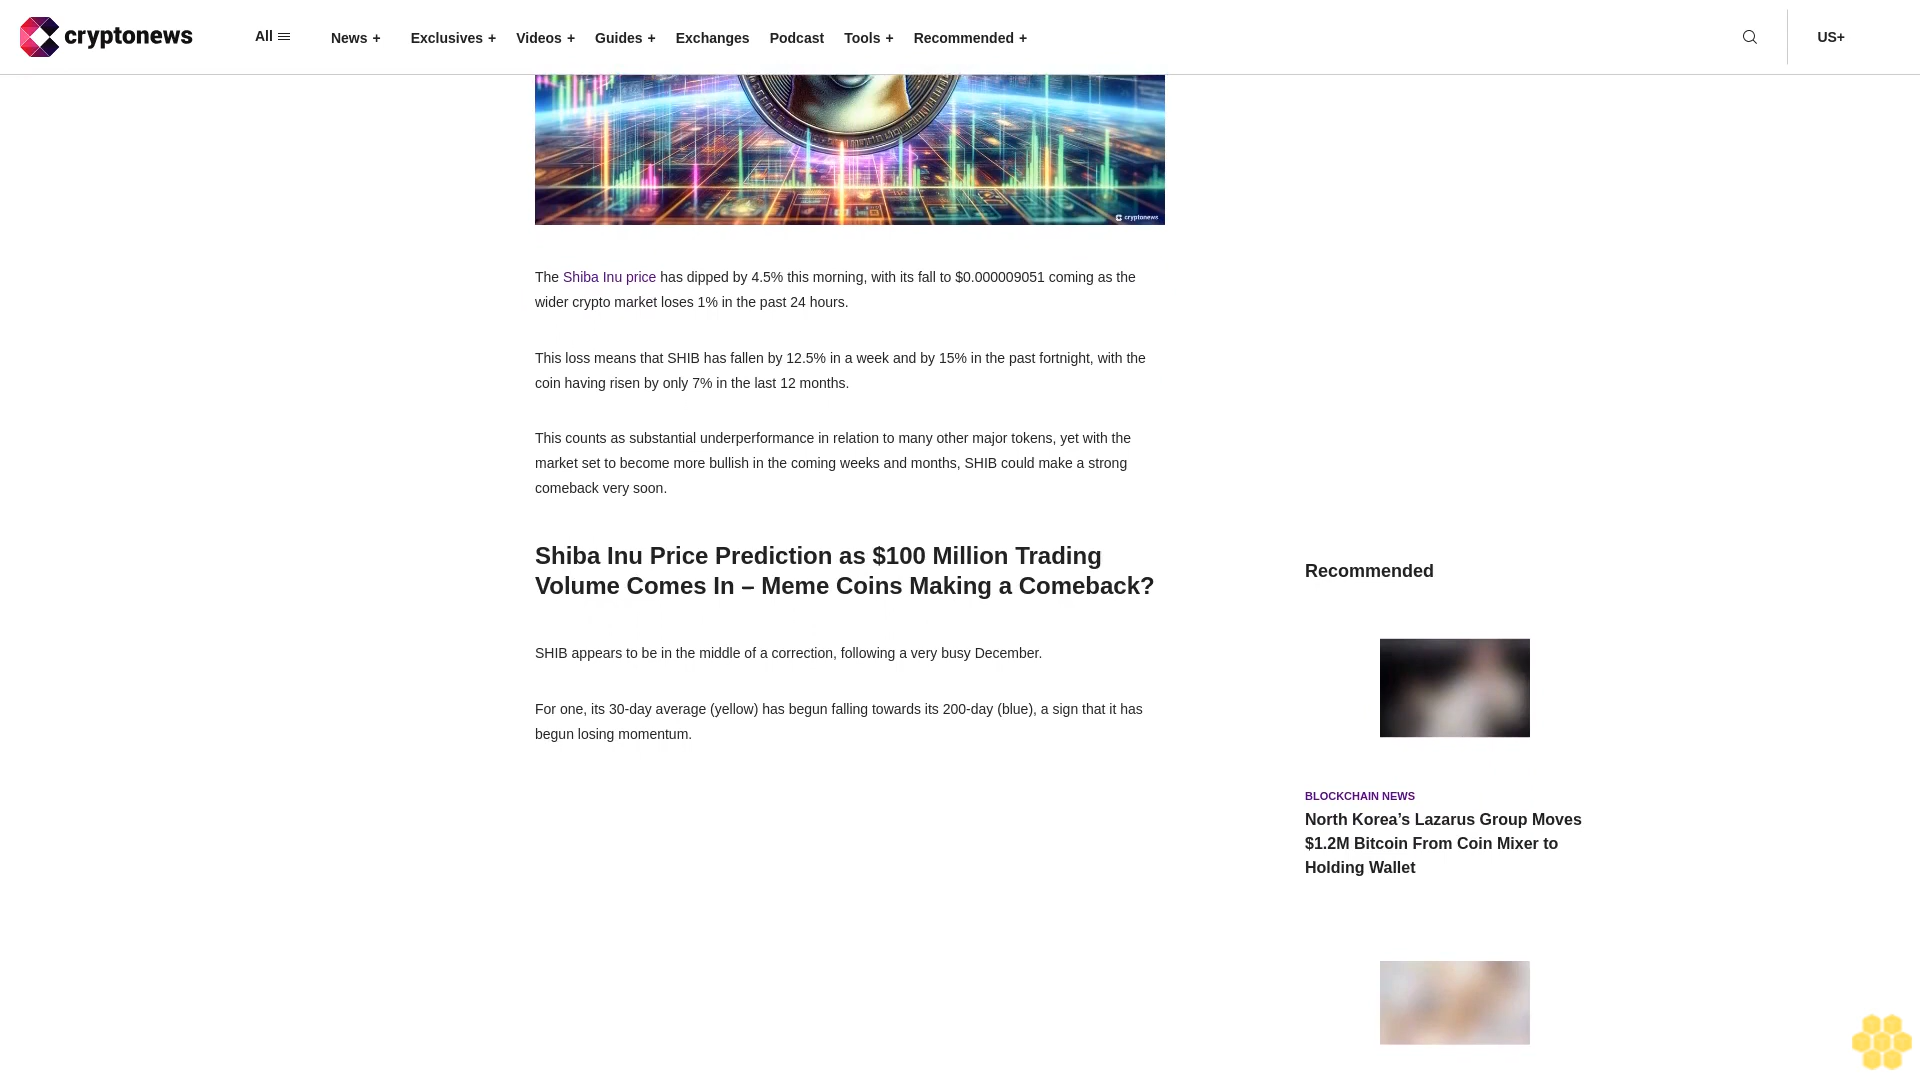 cryptonews
All
News +
Exclusives +
Videos +
Guides +
Exchanges
Podcast
Tools +
Recommended +
US+
cryptonews
The Shiba Inu price has dipped by 4.5% this morning, with its fall to $0.000009051 coming as the
wider crypto market loses 1% in the past 24 hours.
This loss means that SHIB has fallen by 12.5% in a week and by 15% in the past fortnight, with the
coin having risen by only 7% in the last 12 months.
This counts as substantial underperformance in relation to many other major tokens, yet with the
market set to become more bullish in the coming weeks and months, SHIB could make a strong
comeback very soon.
Shiba Inu Price Prediction as $100 Million Trading
Volume Comes In – Meme Coins Making a Comeback?
SHIB appears to be in the middle of a correction, following a very busy December.
For one, its 30-day average (yellow) has begun falling towards its 200-day (blue), a sign that it has
begun losing momentum.
Recommended
BLOCKCHAIN NEWS
North Korea’s Lazarus Group Moves
$1.2M Bitcoin From Coin Mixer to
Holding Wallet